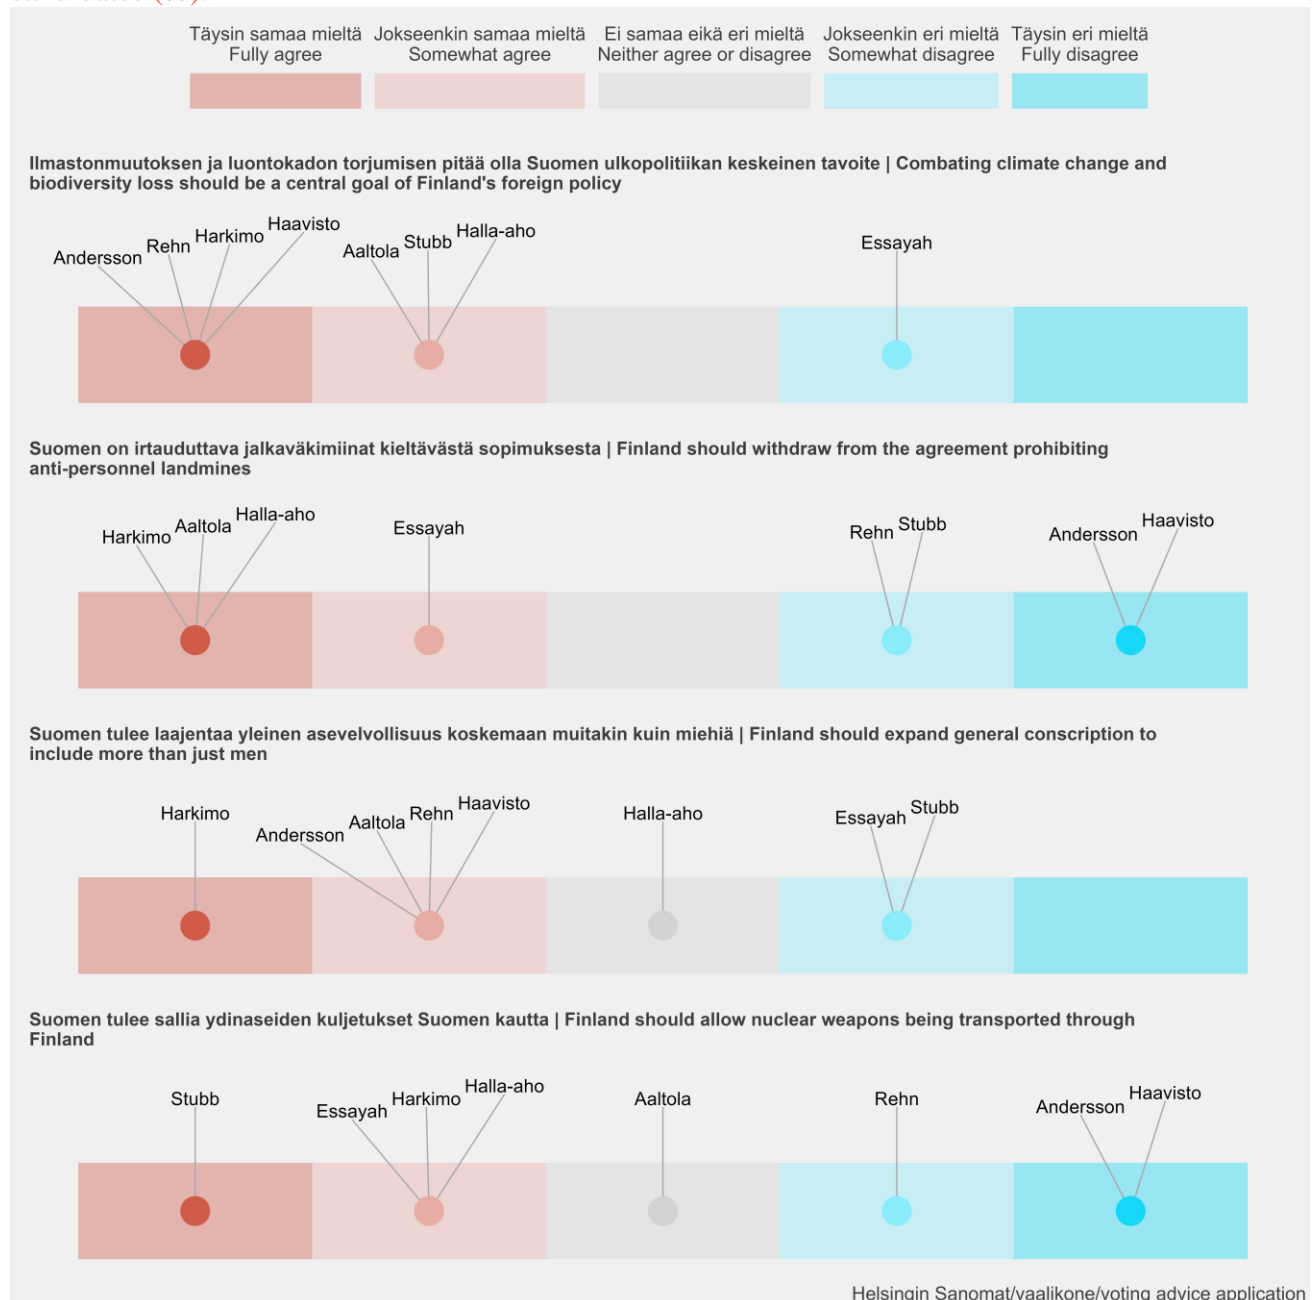 Täysin samaa mieltä Jokseenkin samaa mieltä Ei samaa eikä eri mieltä Jokseenkin eri mieltä Täysin eri mieltä
Fully agree Somewhat agree Neither agree or disagree Somewhat disagree Fully disagree
Ilmastonmuutoksen ja luontokadon torjumisen pitää olla Suomen ulkopolitiikan keskeinen tavoite | Combating climate change and
biodiversity loss should be a central goal of Finland's foreign policy
Andersson Rehn Harkimo Haavisto Aaltola Stubb Halla-aho Essayah
Suomen on irtauduttava jalkaväkimiinat kieltävästä sopimuksesta | Finland should withdraw from the agreement prohibiting
anti-personnel landmines
Harkimo Aaltola Halla-aho Essayah Rehn Stubb Andersson Haavisto
Suomen tulee laajentaa yleinen asevelvollisuus koskemaan muitakin kuin miehiä | Finland should expand general conscription to
include more than just men
Harkimo Andersson Aaltola Rehn Haavisto Halla-aho Essayah Stubb
Suomen tulee sallia ydinaseiden kuljetukset Suomen kautta | Finland should allow nuclear weapons being transported through
Finland
Stubb Essayah Harkimo Halla-aho Aaltola Rehn Andersson Haavisto
Helsingin Sanomat/vaalikone/voting advice application